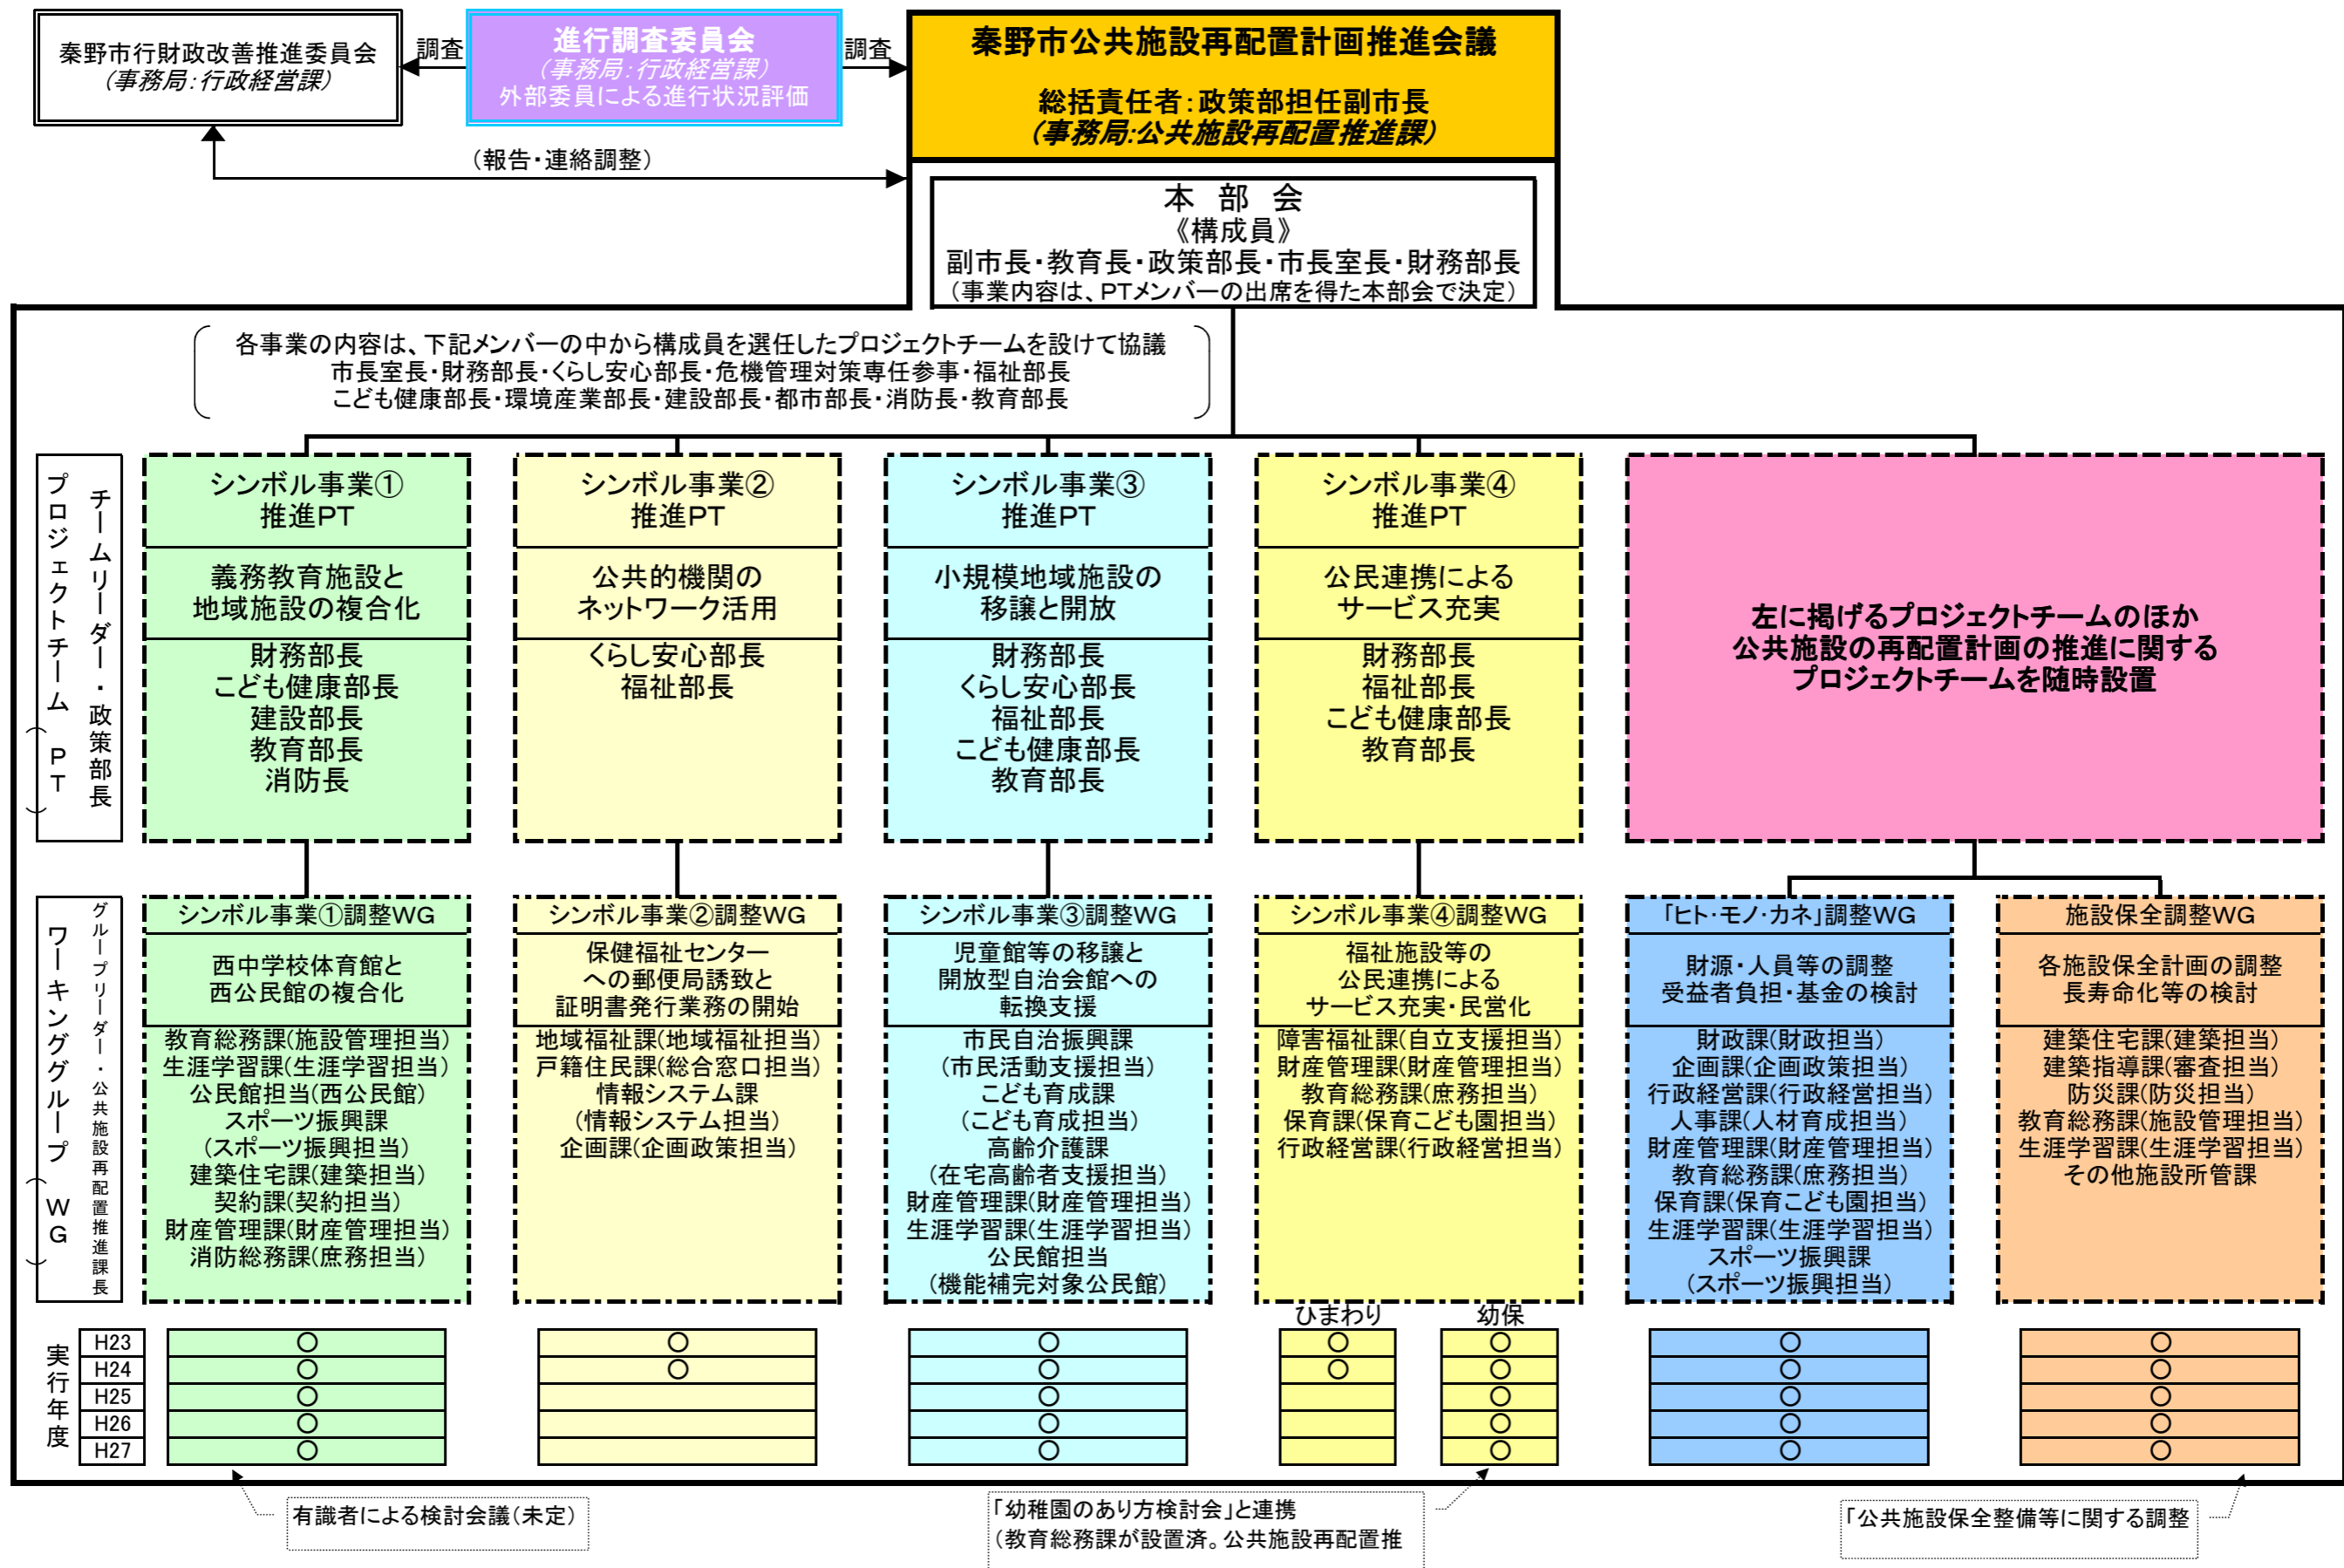 秦野市行財政改善推進委員会
(事務局:行政経営課)
調査
進行調査委員会
(事務局:行政経営課)
外部委員による進行状況評価
調査
秦野市公共施設再配置計画推進会議
総括責任者:政策部担任副市長
(事務局:公共施設再配置推進課)
(報告・連絡調整)
本 部 会
《構成員》
副市長・教育長・政策部長・市長室長・財務部長
(事業内容は、PTメンバーの出席を得た本部会で決定)
各事業の内容は、下記メンバーの中から構成員を選任したプロジェクトチームを設けて協議
市長室長・財務部長・くらし安心部長・危機管理対策専任参事・福祉部長
こども健康部長・環境産業部長・建設部長・都市部長・消防長・教育部長
チームリーダー・政策部長
プロジェクトチーム(PT)
シンボル事業①
推進PT
義務教育施設と
地域施設の複合化
財務部長
こども健康部長
建設部長
教育部長
消防長
シンボル事業②
推進PT
公共的機関の
ネットワーク活用
くらし安心部長
福祉部長
シンボル事業③
推進PT
小規模地域施設の
移譲と開放
財務部長
くらし安心部長
福祉部長
こども健康部長
教育部長
シンボル事業④
推進PT
公民連携による
サービス充実
財務部長
福祉部長
こども健康部長
教育部長
左に掲げるプロジェクトチームのほか
公共施設の再配置計画の推進に関する
プロジェクトチームを随時設置
グループリーダー・公共施設再配置推進課長
ワーキンググループ(WG)
シンボル事業①調整WG
西中学校体育館と
西公民館の複合化
教育総務課(施設管理担当)
生涯学習課(生涯学習担当)
公民館担当(西公民館)
スポーツ振興課
(スポーツ振興担当)
建築住宅課(建築担当)
契約課(契約担当)
財産管理課(財産管理担当)
消防総務課(庶務担当)
シンボル事業②調整WG
保健福祉センター
への郵便局誘致と
証明書発行業務の開始
地域福祉課(地域福祉担当)
戸籍住民課(総合窓口担当)
情報システム課
(情報システム担当)
企画課(企画政策担当)
シンボル事業③調整WG
児童館等の移譲と
開放型自治会館への
転換支援
市民自治振興課
(市民活動支援担当)
こども育成課
(こども育成担当)
高齢介護課
(在宅高齢者支援担当)
財産管理課(財産管理担当)
生涯学習課(生涯学習担当)
公民館担当
(機能補完対象公民館)
シンボル事業④調整WG
福祉施設等の
公民連携による
サービス充実・民営化
障害福祉課(自立支援担当)
財産管理課(財産管理担当)
教育総務課(庶務担当)
保育課(保育こども園担当)
行政経営課(行政経営担当)
「ヒト・モノ・カネ」調整WG
財源・人員等の調整
受益者負担・基金の検討
財政課(財政担当)
企画課(企画政策担当)
行政経営課(行政経営担当)
人事課(人材育成担当)
財産管理課(財産管理担当)
教育総務課(庶務担当)
保育課(保育こども園担当)
生涯学習課(生涯学習担当)
スポーツ振興課
(スポーツ振興担当)
施設保全調整WG
各施設保全計画の調整
長寿命化等の検討
建築住宅課(建築担当)
建築指導課(審査担当)
防災課(防災担当)
教育総務課(施設管理担当)
生涯学習課(生涯学習担当)
その他施設所管課
ひまわり 幼保
実行年度
H23 ○ ○ ○ ○ ○ ○ ○
H24 ○ ○ ○ ○ ○ ○ ○
H25 ○ ○ ○ ○ ○
H26 ○ ○ ○ ○ ○
H27 ○ ○ ○ ○ ○
有識者による検討会議(未定)
「幼稚園のあり方検討会」と連携
(教育総務課が設置済。公共施設再配置推
「公共施設保全整備等に関する調整